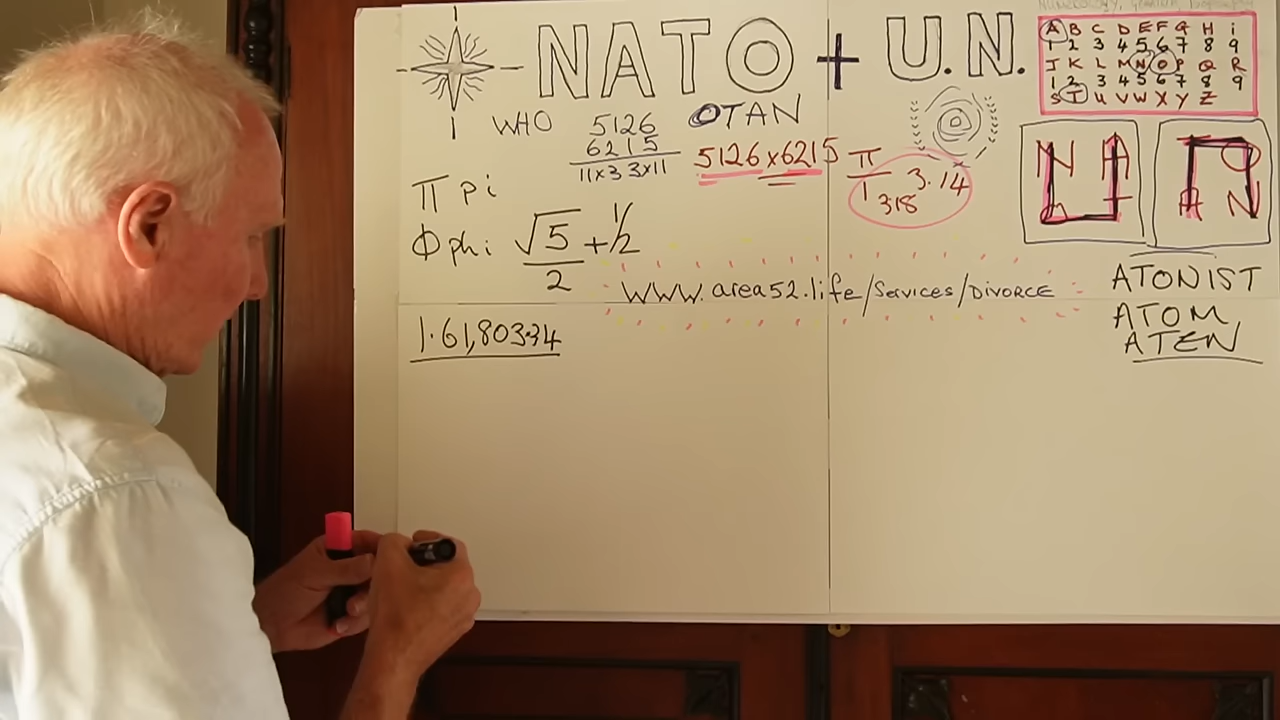 NATO + U.N.
WHO 5126 OTAN
6215
11x3 3x11
5126x6215
π
1 3.14
318
π pi
Φ phi √5 + 1/2
2
www.area52.life/Services/DIVORCE
1.61,80334
A B C D E F G H i
1 2 3 4 5 6 7 8 9
J K L M N O P Q R
1 2 3 4 5 6 7 8 9
S T U V W X Y Z
N A
O T
T O
A N
ATONIST
ATOM
ATEN